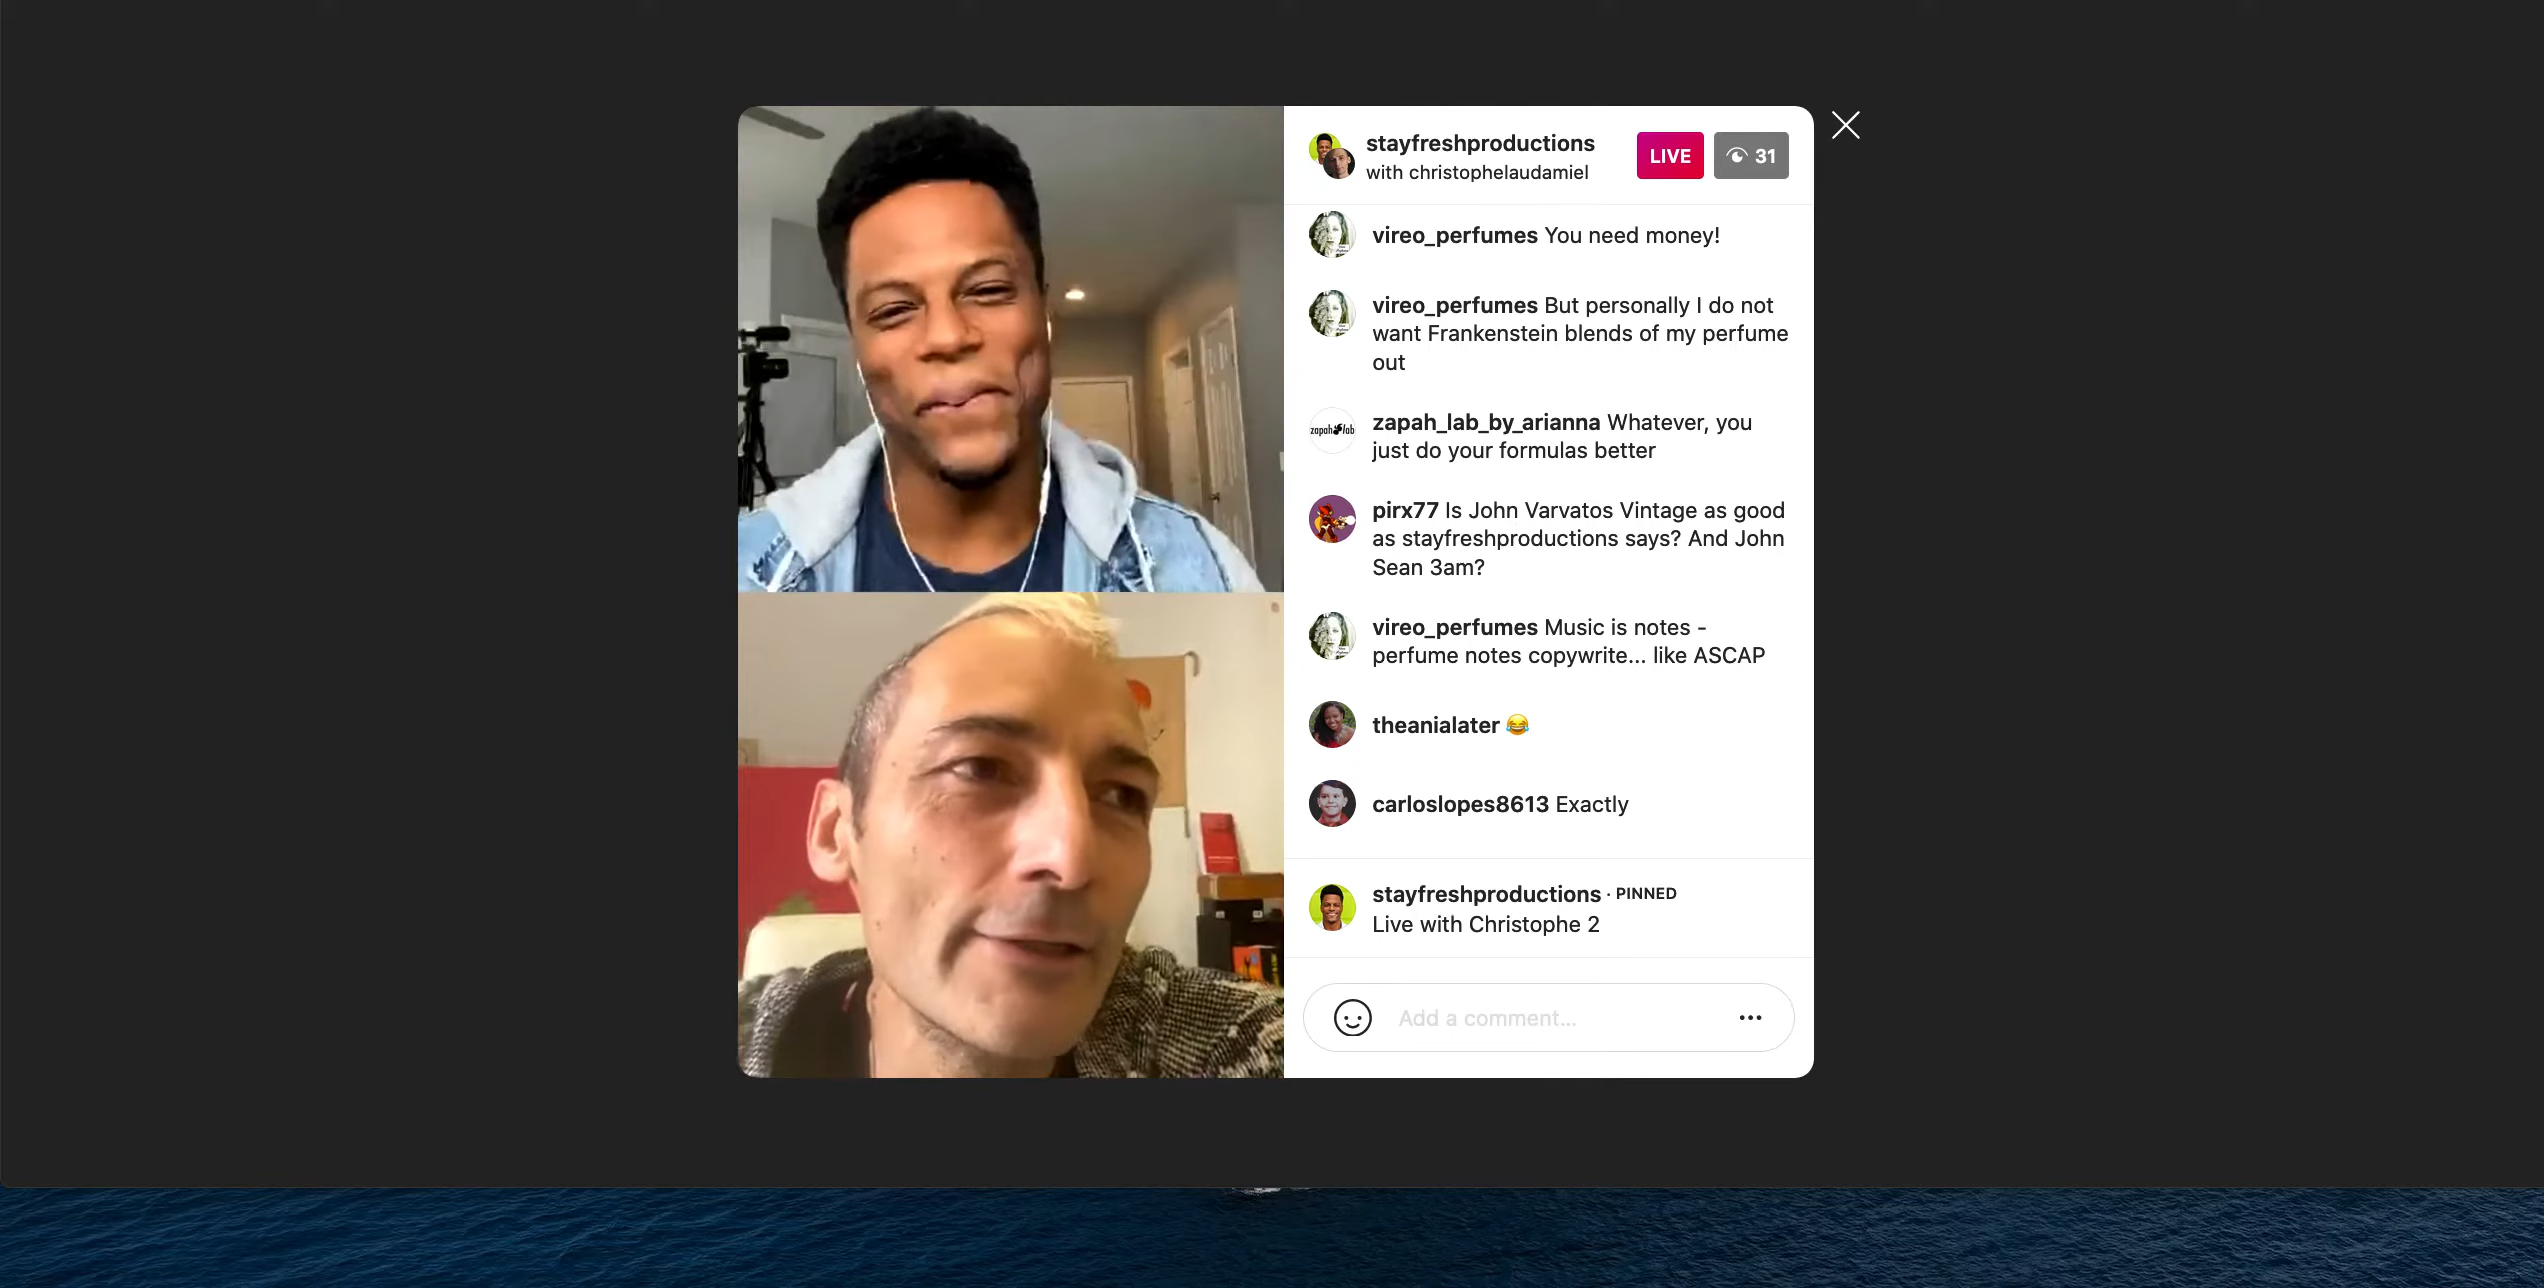 stayfreshproductions
with christophelaudamiel
LIVE
31
vireo_perfumes You need money!
vireo_perfumes But personally I do not
want Frankenstein blends of my perfume
out
zapah lab
zapah_lab_by_arianna Whatever, you
just do your formulas better
pirx77 Is John Varvatos Vintage as good
as stayfreshproductions says? And John
Sean 3am?
vireo_perfumes Music is notes -
perfume notes copywrite... like ASCAP
theanialater 😂
carloslopes8613 Exactly
stayfreshproductions · PINNED
Live with Christophe 2
Add a comment...